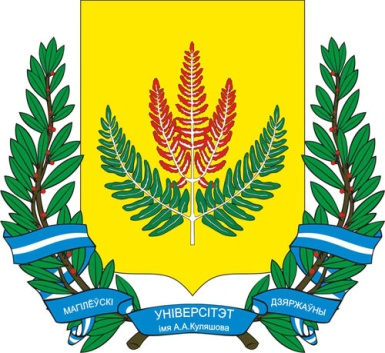 МАГІЛЁЎСКІ
ДЗЯРЖАЎНЫ
УНІВЕРСІТЭТ
імя А.А.Куляшова